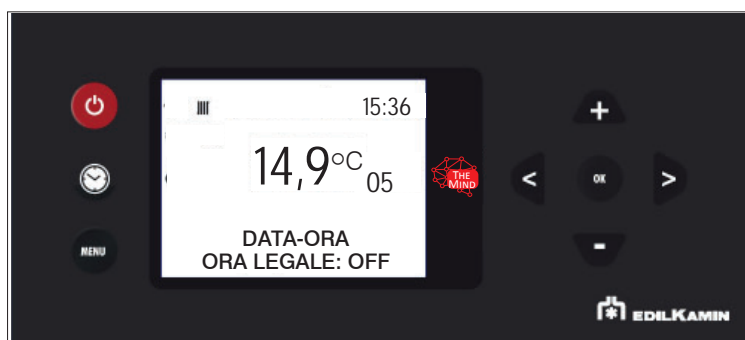 15:36
14,9°C 05
THE
MIND
OK
MENU
DATA-ORA
ORA LEGALE: OFF
EDILKAMIN